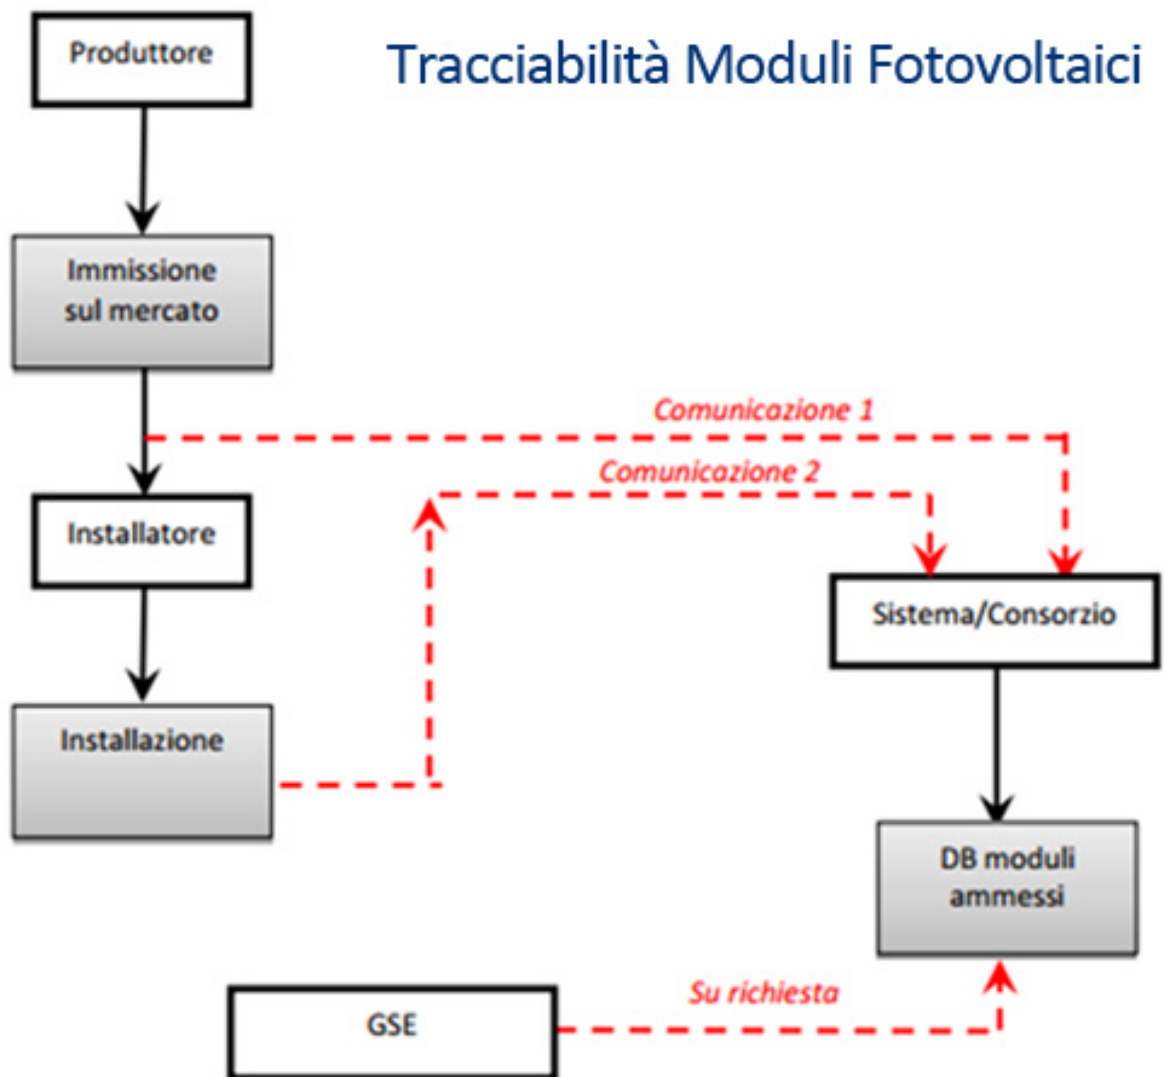 Produttore
Tracciabilità Moduli Fotovoltaici
Immissione
sul mercato
Comunicazione 1
Comunicazione 2
Installatore
Sistema/Consorzio
Installazione
DB moduli
ammessi
Su richiesta
GSE